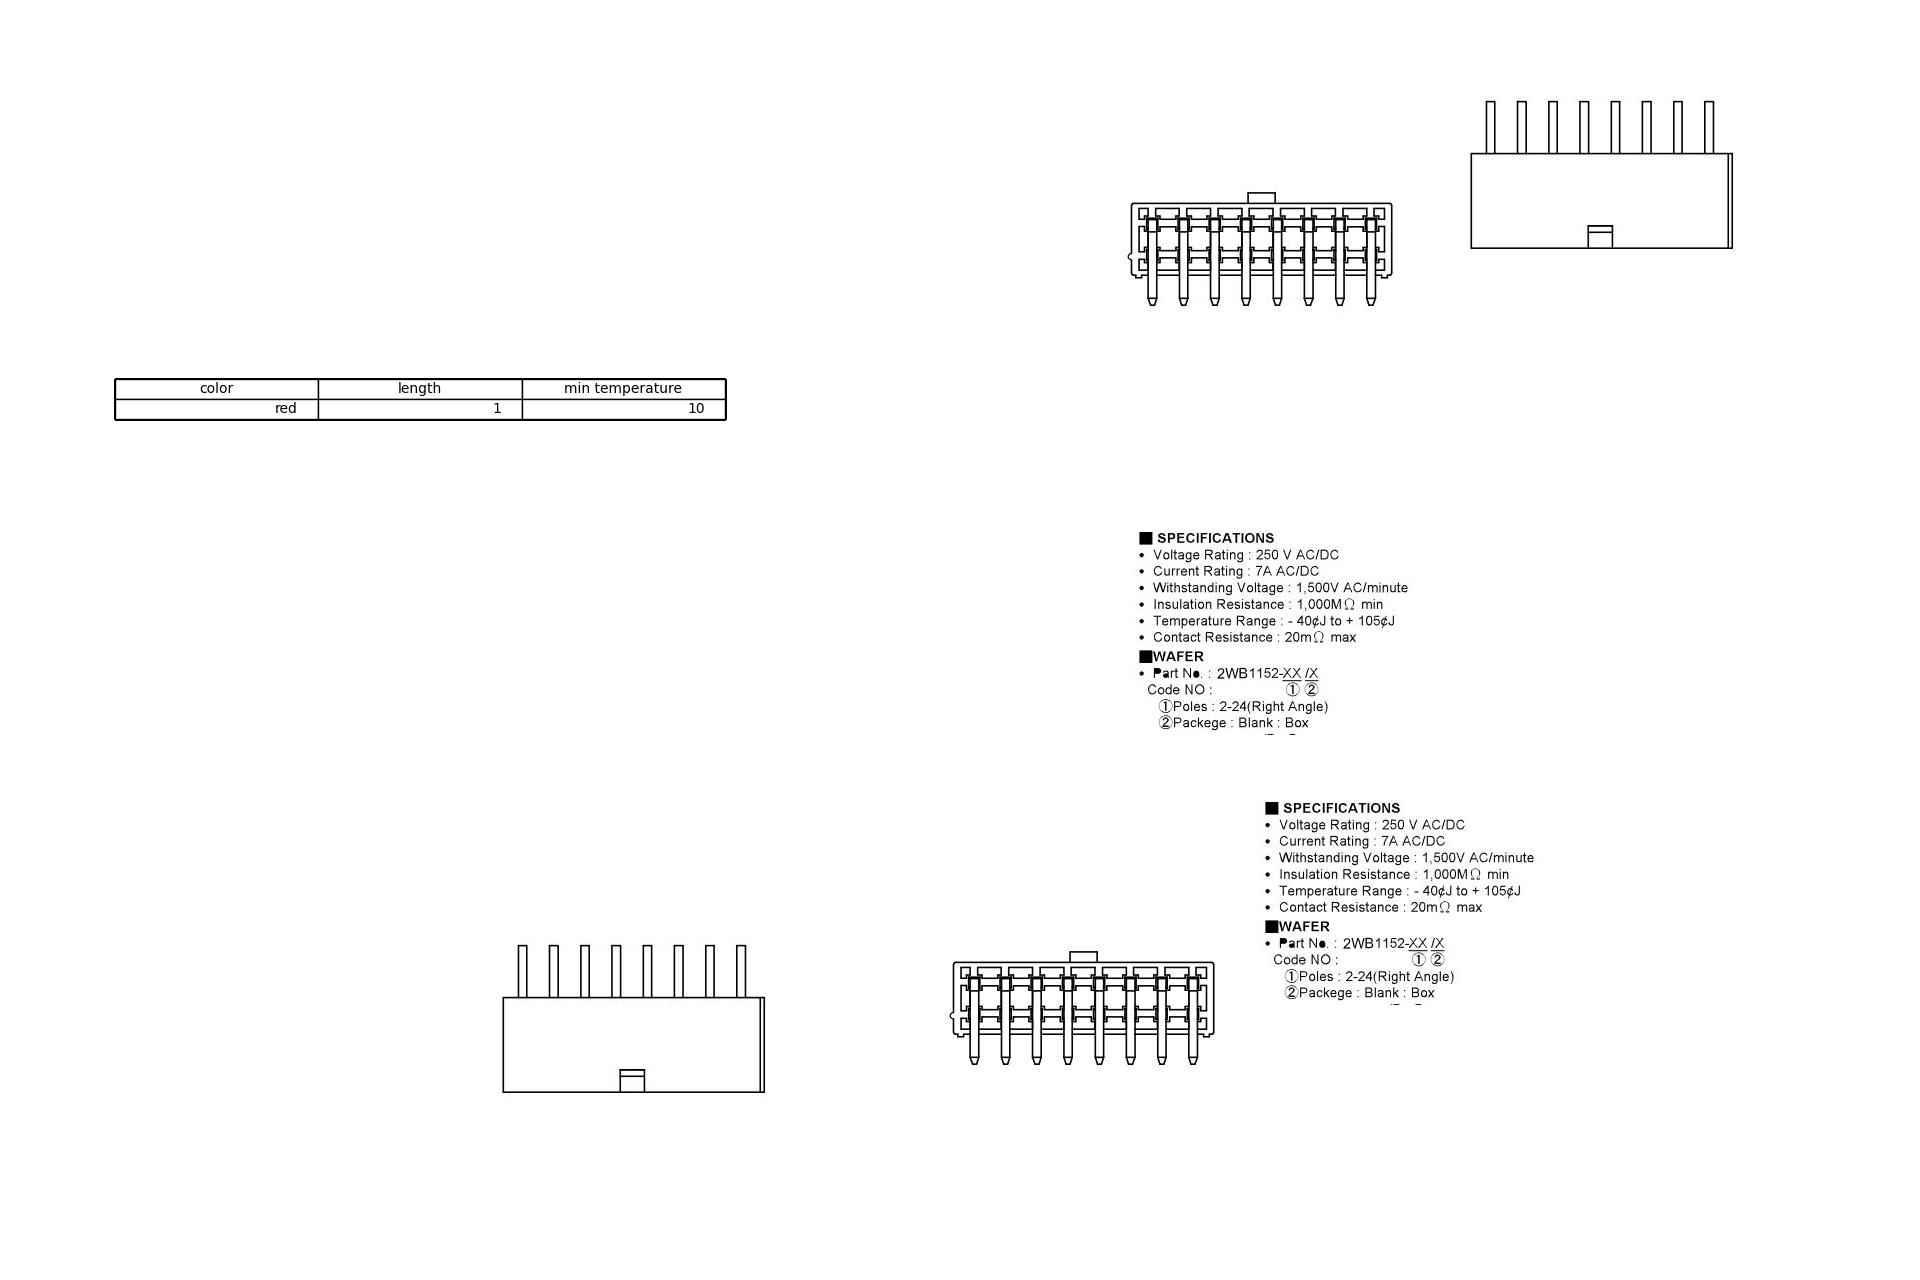 color length min temperature
red 1 10
■ SPECIFICATIONS
• Voltage Rating : 250 V AC/DC
• Current Rating : 7A AC/DC
• Withstanding Voltage : 1,500V AC/minute
• Insulation Resistance : 1,000MΩ min
• Temperature Range : - 40¢J to + 105¢J
• Contact Resistance : 20mΩ max
■WAFER
• Part No. : 2WB1152-XX /X
Code NO : ① ②
①Poles : 2-24(Right Angle)
②Packege : Blank : Box
■ SPECIFICATIONS
• Voltage Rating : 250 V AC/DC
• Current Rating : 7A AC/DC
• Withstanding Voltage : 1,500V AC/minute
• Insulation Resistance : 1,000MΩ min
• Temperature Range : - 40¢J to + 105¢J
• Contact Resistance : 20mΩ max
■WAFER
• Part No. : 2WB1152-XX /X
Code NO : ① ②
①Poles : 2-24(Right Angle)
②Packege : Blank : Box